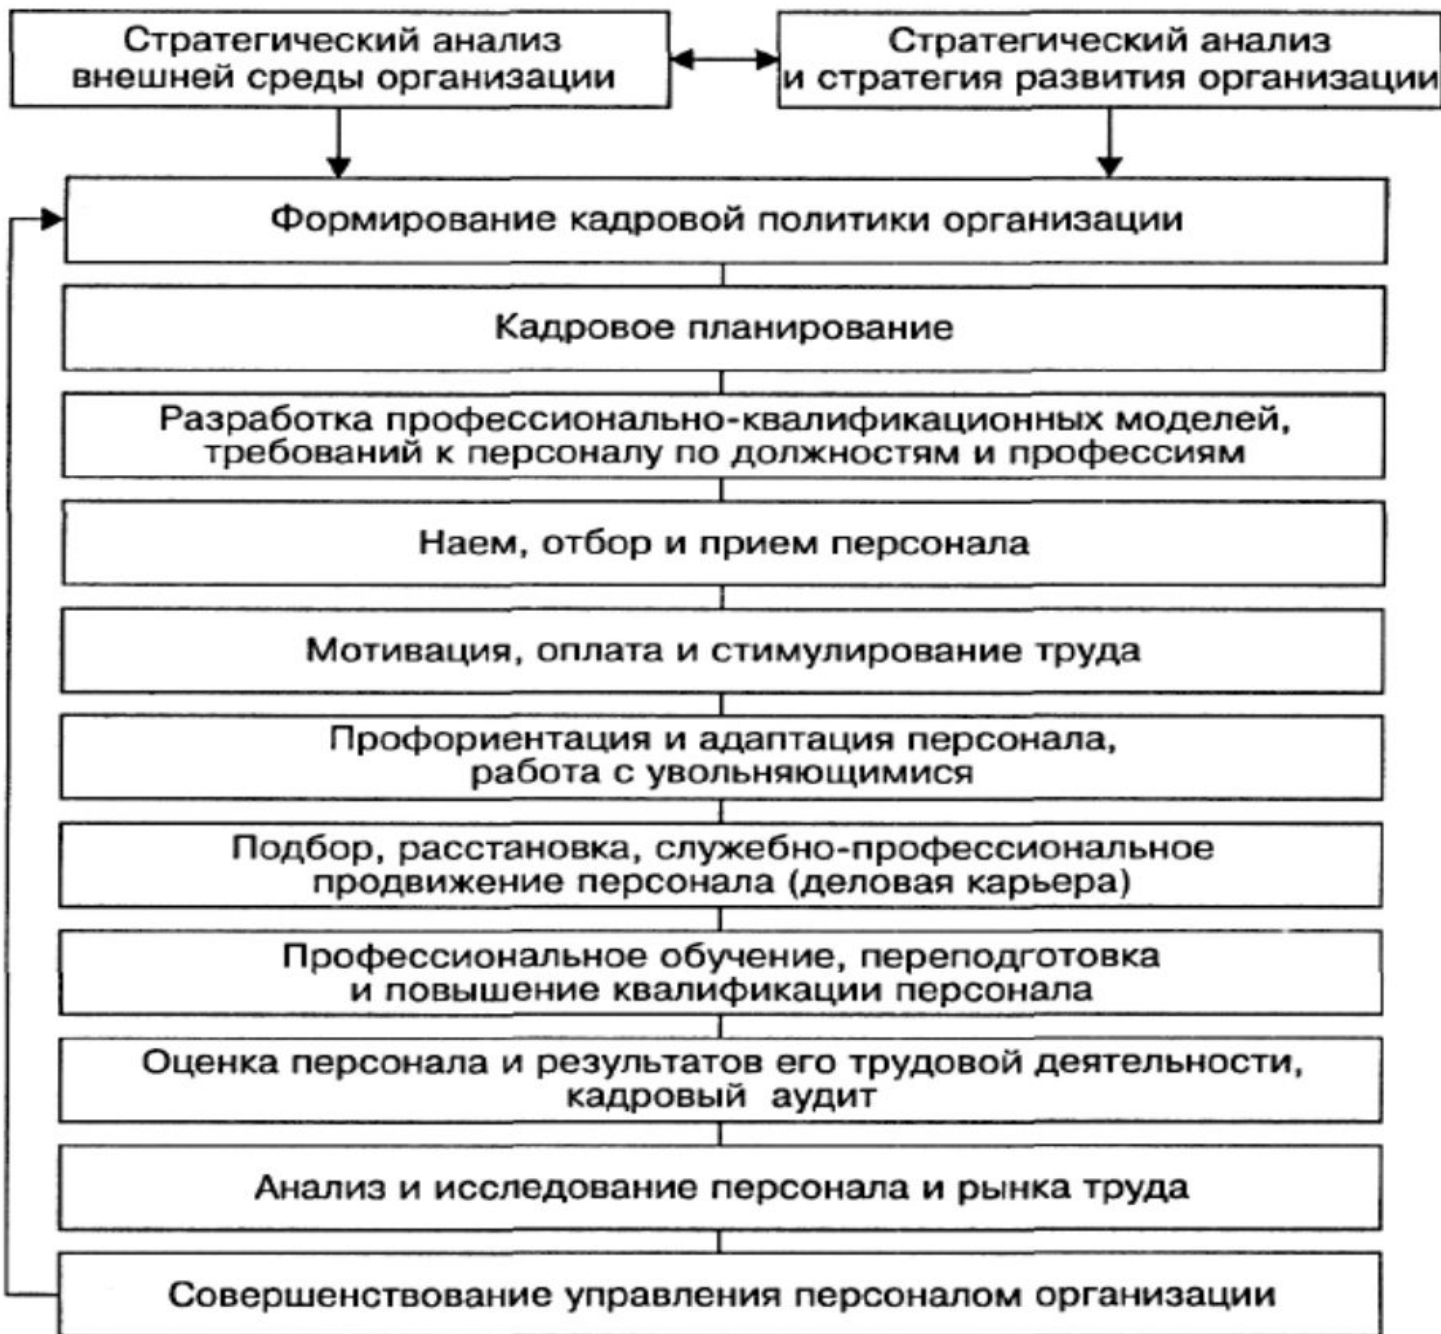 Стратегический анализ
внешней среды организации
Стратегический анализ
и стратегия развития организации
Формирование кадровой политики организации
Кадровое планирование
Разработка профессионально-квалификационных моделей,
требований к персоналу по должностям и профессиям
Наем, отбор и прием персонала
Мотивация, оплата и стимулирование труда
Профориентация и адаптация персонала,
работа с увольняющимися
Подбор, расстановка, служебно-профессиональное
продвижение персонала (деловая карьера)
Профессиональное обучение, переподготовка
и повышение квалификации персонала
Оценка персонала и результатов его трудовой деятельности,
кадровый аудит
Анализ и исследование персонала и рынка труда
Совершенствование управления персоналом организации